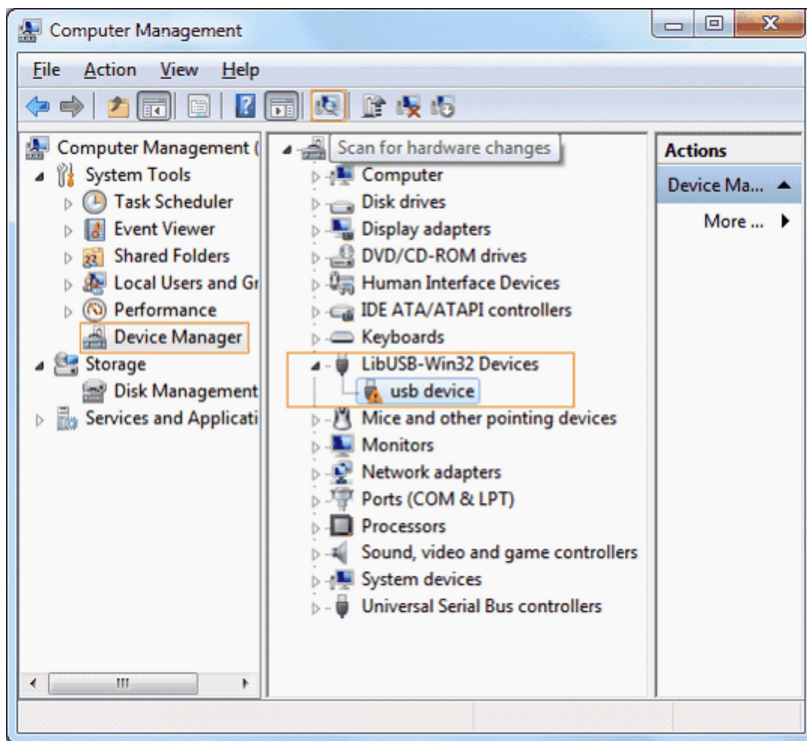 Computer Management
File Action View Help
Scan for hardware changes
Computer Management (
System Tools
Task Scheduler
Event Viewer
Shared Folders
Local Users and Gr
Performance
Device Manager
Storage
Disk Management
Services and Applicati
Computer
Disk drives
Display adapters
DVD/CD-ROM drives
Human Interface Devices
IDE ATA/ATAPI controllers
Keyboards
LibUSB-Win32 Devices
usb device
Mice and other pointing devices
Monitors
Network adapters
Ports (COM & LPT)
Processors
Sound, video and game controllers
System devices
Universal Serial Bus controllers
Actions
Device Ma...
More ...